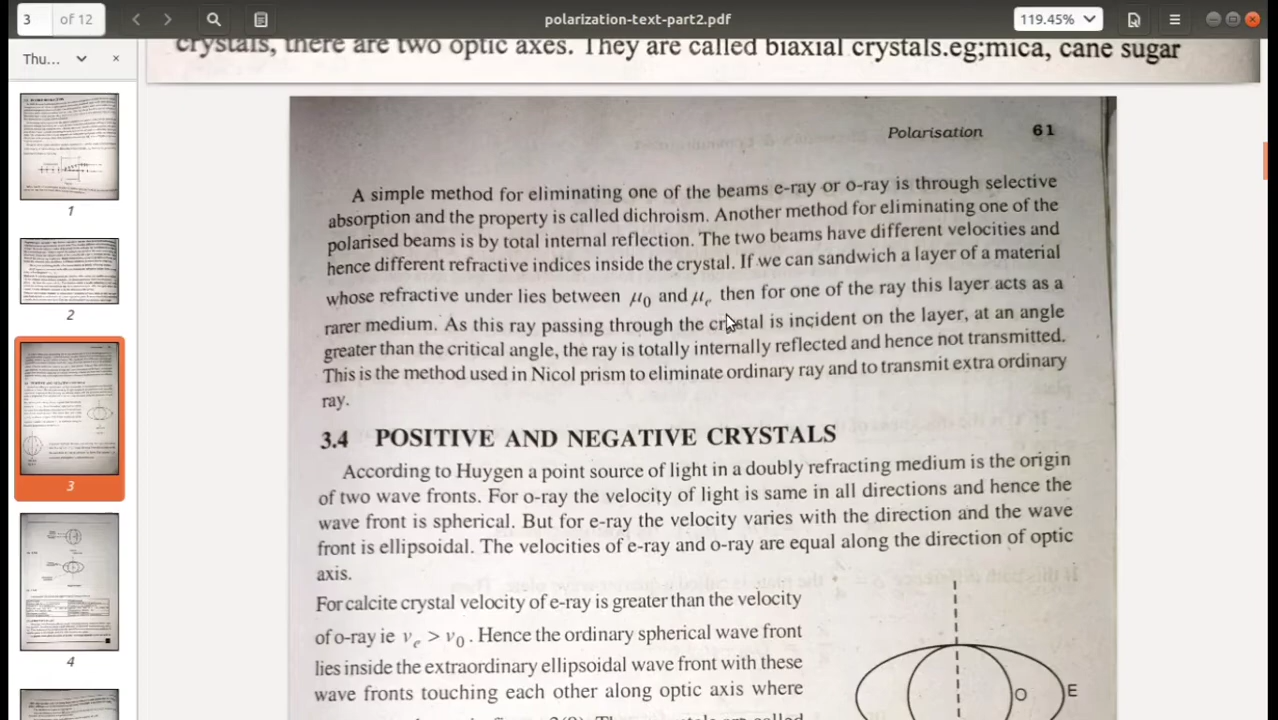 3 of 12
polarization-text-part2.pdf
119.45%
Thu...
1
2
3
4
crystals, there are two optic axes. They are called biaxial crystals.eg;mica, cane sugar
Polarisation 61
A simple method for eliminating one of the beams e-ray or o-ray is through selective
absorption and the property is called dichroism. Another method for eliminating one of the
polarised beams is by total internal reflection. The two beams have different velocities and
hence different refractive indices inside the crystal. If we can sandwich a layer of a material
whose refractive under lies between μ0 and μe then for one of the ray this layer acts as a
rarer medium. As this ray passing through the crystal is incident on the layer, at an angle
greater than the critical angle, the ray is totally internally reflected and hence not transmitted.
This is the method used in Nicol prism to eliminate ordinary ray and to transmit extra ordinary
ray.
3.4 POSITIVE AND NEGATIVE CRYSTALS
According to Huygen a point source of light in a doubly refracting medium is the origin
of two wave fronts. For o-ray the velocity of light is same in all directions and hence the
wave front is spherical. But for e-ray the velocity varies with the direction and the wave
front is ellipsoidal. The velocities of e-ray and o-ray are equal along the direction of optic
axis.
For calcite crystal velocity of e-ray is greater than the velocity
of o-ray ie ve > v0. Hence the ordinary spherical wave front
lies inside the extraordinary ellipsoidal wave front with these
wave fronts touching each other along optic axis where
O E